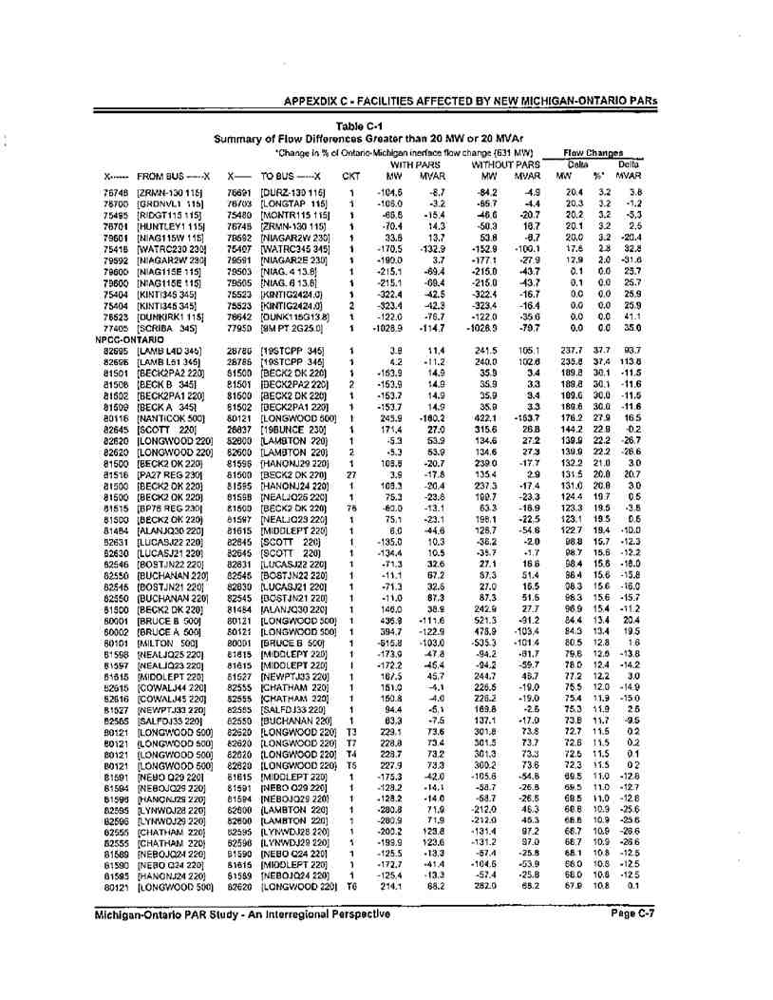 APPEXDIX C - FACILITIES AFFECTED BY NEW MICHIGAN-ONTARIO PARs
Table C-1
Summary of Flow Differences Greater than 20 MW or 20 MVAr
*Change in % of Ontario-Michigan inerface flow change (631 MW) Flow Changes
WITH PARS WITHOUT PARS Delta Delta
X------ FROM BUS -----X X------ TO BUS -----X CKT MW MVAR MW MVAR MW %* MVAR
76748 [ZRMN-130 115] 76691 [DURZ-130 115] 1 -104.6 -8.7 -84.2 -4.9 20.4 3.2 3.8
76700 [GRDNVL1 115] 76703 [LONGTAP 115] 1 -106.0 -3.2 -85.7 -4.4 20.3 3.2 -1.2
75495 [RIDGT115 115] 75480 [MONTR115 115] 1 -66.8 -15.4 -46.6 -20.7 20.2 3.2 -5.3
76701 [HUNTLEY1 115] 76748 [ZRMN-130 115] 1 -70.4 14.3 -50.3 16.7 20.1 3.2 2.5
79601 [NIAG115W 115] 79592 [NIAGAR2W 230] 1 33.8 13.7 53.8 -6.7 20.0 3.2 -20.4
75418 [WATRC230 230] 75407 [WATRC345 345] 1 -170.5 -132.9 -152.9 -100.1 17.6 2.8 32.8
79592 [NIAGAR2W 230] 79591 [NIAGAR2E 230] 1 -190.0 3.7 -177.1 -27.9 12.9 2.0 -31.6
79600 [NIAG115E 115] 79503 [NIAG. 4 13.8] 1 -215.1 -69.4 -215.0 -43.7 0.1 0.0 25.7
79600 [NIAG115E 115] 79505 [NIAG. 6 13.8] 1 -215.1 -69.4 -215.0 -43.7 0.1 0.0 25.7
75404 [KINTI345 345] 75523 [KINTIG2424.0] 1 -322.4 -42.5 -322.4 -16.7 0.0 0.0 25.9
75404 [KINTI345 345] 75523 [KINTIG2424.0] 2 -323.4 -42.3 -323.4 -16.4 0.0 0.0 25.9
76523 [DUNKIRK1 115] 76642 [DUNK115G13.8] 1 -122.0 -76.7 -122.0 -35.6 0.0 0.0 41.1
77405 [SCRIBA 345] 77950 [9M PT 2G25.0] 1 -1028.9 -114.7 -1028.9 -79.7 0.0 0.0 35.0
NPCC-ONTARIO
82695 [LAMB L4D 345] 28786 [19STCPP 345] 1 3.8 11.4 241.5 105.1 237.7 37.7 93.7
82696 [LAMB L51 345] 28786 [19STCPP 345] 1 4.2 -11.2 240.0 102.6 235.8 37.4 113.8
81501 [BECK2PA2 220] 81500 [BECK2 DK 220] 1 -153.9 14.9 35.9 3.4 189.8 30.1 -11.5
81508 [BECK B 345] 81501 [BECK2PA2 220] 2 -153.9 14.9 35.9 3.3 189.8 30.1 -11.6
81502 [BECK2PA1 220] 81500 [BECK2 DK 220] 1 -153.7 14.9 35.9 3.4 189.6 30.0 -11.5
81509 [BECK A 345] 81502 [BECK2PA1 220] 1 -153.7 14.9 35.9 3.3 189.6 30.0 -11.6
80116 [NANTICOK 500] 80121 [LONGWOOD 500] 1 245.9 -180.2 422.1 -163.7 176.2 27.9 16.5
82645 [SCOTT 220] 28837 [19BUNCE 230] 1 171.4 27.0 315.6 26.8 144.2 22.9 -0.2
82620 [LONGWOOD 220] 82600 [LAMBTON 220] 1 -5.3 53.9 134.6 27.2 139.9 22.2 -26.7
82620 [LONGWOOD 220] 82600 [LAMBTON 220] 2 -5.3 53.9 134.6 27.3 139.9 22.2 -26.6
81500 [BECK2 DK 220] 81596 [HANONJ29 220] 1 106.8 -20.7 239.0 -17.7 132.2 21.0 3.0
81516 [PA27 REG 230] 81500 [BECK2 DK 220] 27 3.9 -17.8 135.4 2.9 131.5 20.8 20.7
81500 [BECK2 DK 220] 81595 [HANONJ24 220] 1 106.3 -20.4 237.3 -17.4 131.0 20.8 3.0
81500 [BECK2 DK 220] 81598 [NEALJQ25 220] 1 75.3 -23.8 199.7 -23.3 124.4 19.7 0.5
81515 [BP76 REG 230] 81500 [BECK2 DK 220] 76 -60.0 -13.1 63.3 -16.9 123.3 19.5 -3.8
81500 [BECK2 DK 220] 81597 [NEALJQ23 220] 1 75.1 -23.1 198.1 -22.5 123.1 19.5 0.6
81484 [ALANJQ30 220] 81615 [MIDDLEPT 220] 1 6.0 -44.6 128.7 -54.6 122.7 19.4 -10.0
82631 [LUCASJ22 220] 82645 [SCOTT 220] 1 -135.0 10.3 -36.2 -2.0 98.8 15.7 -12.3
82630 [LUCASJ21 220] 82645 [SCOTT 220] 1 -134.4 10.5 -35.7 -1.7 98.7 15.6 -12.2
82546 [BOSTJN22 220] 82631 [LUCASJ22 220] 1 -71.3 32.6 27.1 16.6 98.4 15.6 -16.0
82550 [BUCHANAN 220] 82546 [BOSTJN22 220] 1 -11.1 67.2 87.3 51.4 98.4 15.6 -15.8
82545 [BOSTJN21 220] 82630 [LUCASJ21 220] 1 -71.3 32.5 27.0 16.5 98.3 15.6 -16.0
82550 [BUCHANAN 220] 82545 [BOSTJN21 220] 1 -11.0 67.3 87.3 51.6 98.3 15.6 -15.7
81500 [BECK2 DK 220] 81484 [ALANJQ30 220] 1 146.0 38.9 242.9 27.7 96.9 15.4 -11.2
80001 [BRUCE B 500] 80121 [LONGWOOD 500] 1 436.9 -111.6 521.3 -91.2 84.4 13.4 20.4
80002 [BRUCE A 500] 80121 [LONGWOOD 500] 1 394.7 -122.9 478.9 -103.4 84.3 13.4 19.5
80101 [MILTON 500] 80001 [BRUCE B 500] 1 -615.8 -103.0 -535.3 -101.4 80.5 12.8 1.6
81598 [NEALJQ25 220] 81615 [MIDDLEPT 220] 1 -173.9 -47.8 -94.2 -61.7 79.6 12.6 -13.8
81597 [NEALJQ23 220] 81615 [MIDDLEPT 220] 1 -172.2 -45.4 -94.2 -59.7 78.0 12.4 -14.2
81615 [MIDDLEPT 220] 81527 [NEWPTJ33 220] 1 167.5 45.7 244.7 48.7 77.2 12.2 3.0
82615 [COWALJ44 220] 82555 [CHATHAM 220] 1 151.0 -4.1 226.5 -19.0 75.5 12.0 -14.9
82616 [COWALJ45 220] 82555 [CHATHAM 220] 1 150.8 -4.0 226.2 -19.0 75.4 11.9 -15.0
81527 [NEWPTJ33 220] 82565 [SALFDJ33 220] 1 94.4 -5.1 169.8 -2.6 75.3 11.9 2.5
82565 [SALFDJ33 220] 82550 [BUCHANAN 220] 1 63.3 -7.5 137.1 -17.0 73.8 11.7 -9.5
80121 [LONGWOOD 500] 82620 [LONGWOOD 220] T3 229.1 73.6 301.8 73.8 72.7 11.5 0.2
80121 [LONGWOOD 500] 82620 [LONGWOOD 220] T7 228.8 73.4 301.5 73.7 72.6 11.5 0.2
80121 [LONGWOOD 500] 82620 [LONGWOOD 220] T4 228.7 73.2 301.3 73.3 72.5 11.5 0.1
80121 [LONGWOOD 500] 82620 [LONGWOOD 220] T5 227.9 73.3 300.2 73.6 72.3 11.5 0.2
81591 [NEBO Q29 220] 81615 [MIDDLEPT 220] 1 -175.3 -42.0 -105.6 -54.8 69.5 11.0 -12.8
81594 [NEBOJQ29 220] 81591 [NEBO Q29 220] 1 -128.2 -14.1 -58.7 -26.8 69.5 11.0 -12.7
81596 [HANONJ29 220] 81594 [NEBOJQ29 220] 1 -128.2 -14.0 -58.7 -26.6 69.5 11.0 -12.6
82595 [LYNWDJ28 220] 82600 [LAMBTON 220] 1 -280.8 71.9 -212.0 46.3 68.8 10.9 -25.6
82596 [LYNWDJ29 220] 82600 [LAMBTON 220] 1 -280.9 71.9 -212.0 46.3 68.8 10.9 -25.6
82555 [CHATHAM 220] 82595 [LYNWDJ28 220] 1 -200.2 123.8 -131.4 97.2 68.7 10.9 -26.6
82555 [CHATHAM 220] 82596 [LYNWDJ29 220] 1 -199.9 123.6 -131.2 97.0 68.7 10.9 -26.6
81589 [NEBOJQ24 220] 81590 [NEBO Q24 220] 1 -125.5 -13.3 -57.4 -25.8 68.1 10.8 -12.5
81590 [NEBO Q24 220] 81615 [MIDDLEPT 220] 1 -172.7 -41.4 -104.6 -53.9 68.0 10.8 -12.5
81595 [HANONJ24 220] 81589 [NEBOJQ24 220] 1 -125.4 -13.3 -57.4 -25.8 68.0 10.8 -12.5
80121 [LONGWOOD 500] 82620 [LONGWOOD 220] T6 214.1 68.2 282.0 68.2 67.9 10.8 0.1
Michigan-Ontario PAR Study - An Interregional Perspective Page C-7